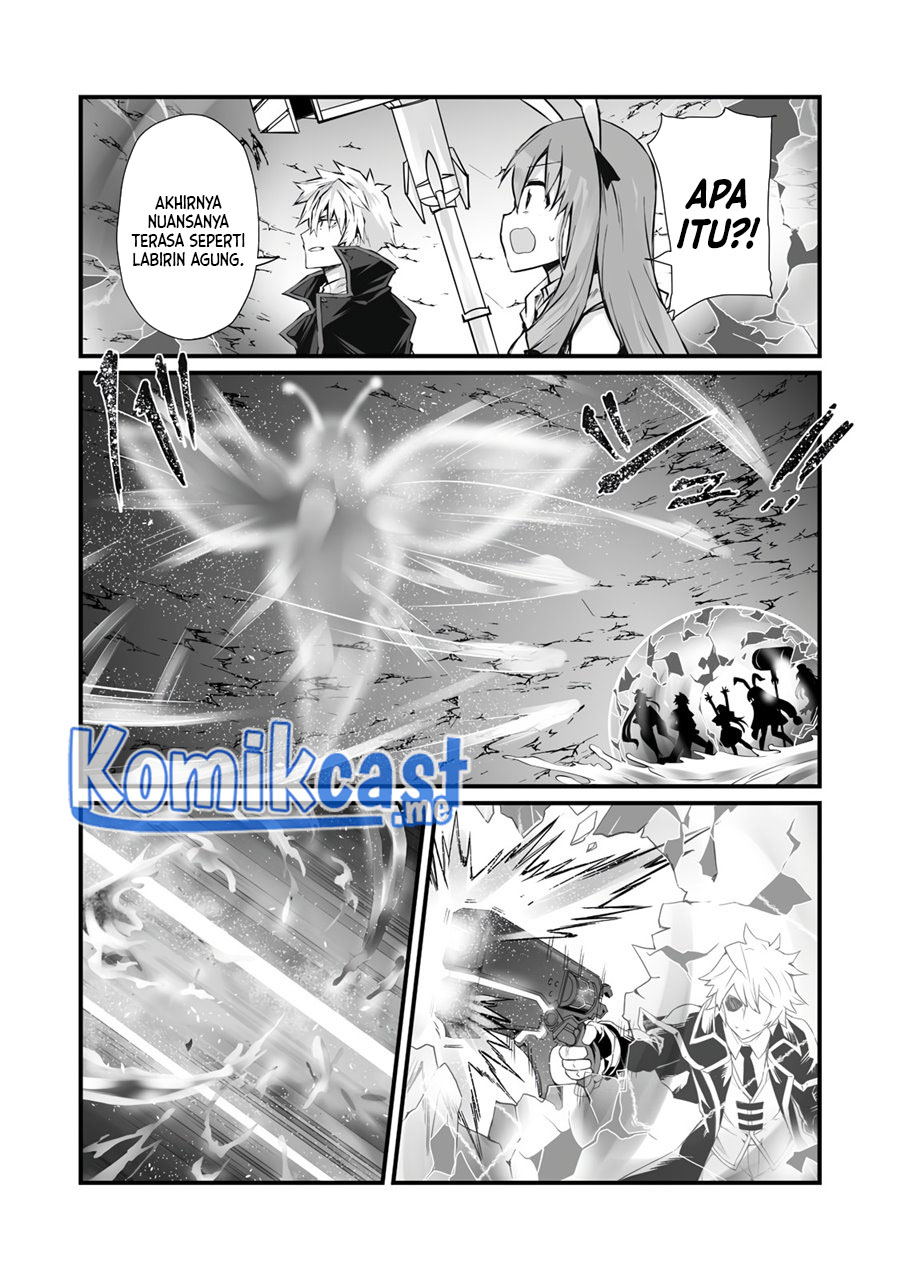 APA
ITU?!
AKHIRNYA
NUANSANYA
TERASA SEPERTI
LABIRIN AGUNG.
Komikcast
.me